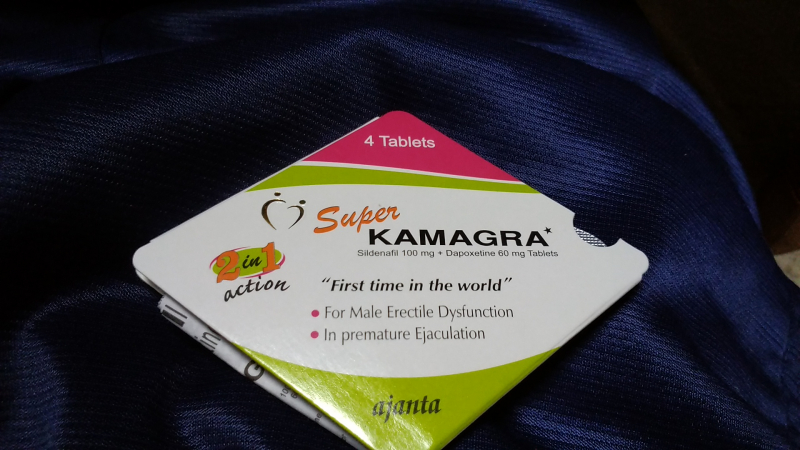 4 Tablets
Super
KAMAGRA*
Sildenafil 100 mg + Dapoxetine 60 mg Tablets
2 in 1
action
"First time in the world"
• For Male Erectile Dysfunction
• In premature Ejaculation
ajanta